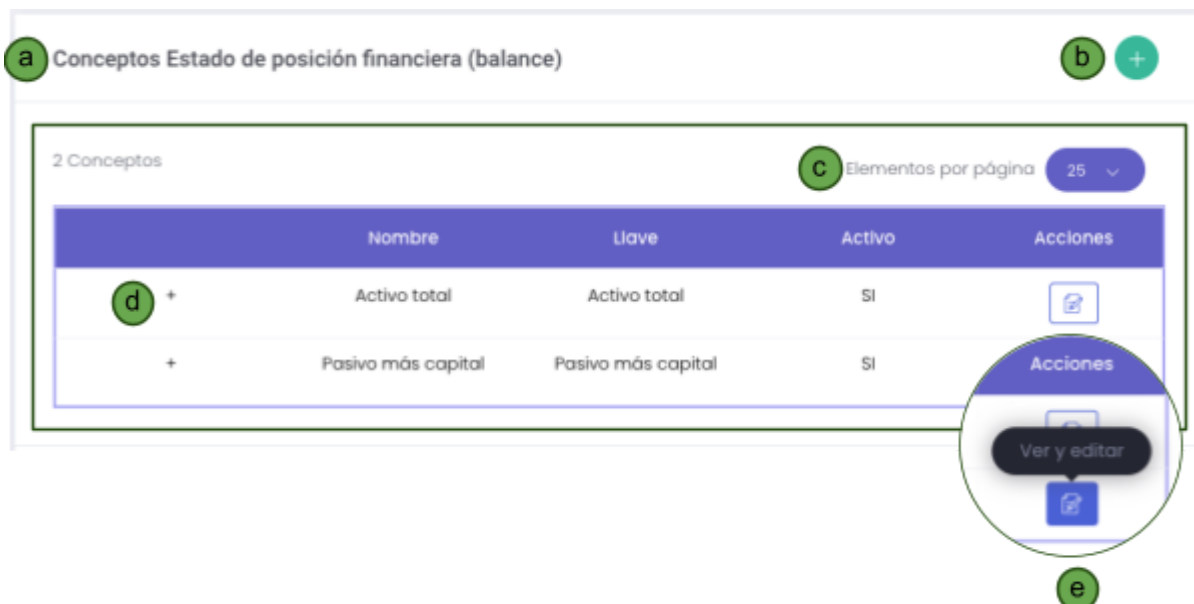 a Conceptos Estado de posición financiera (balance) b +
2 Conceptos c Elementos por página 25
Nombre Llave Activo Acciones
d + Activo total Activo total SI
+ Pasivo más capital Pasivo más capital SI Acciones
Ver y editar
e